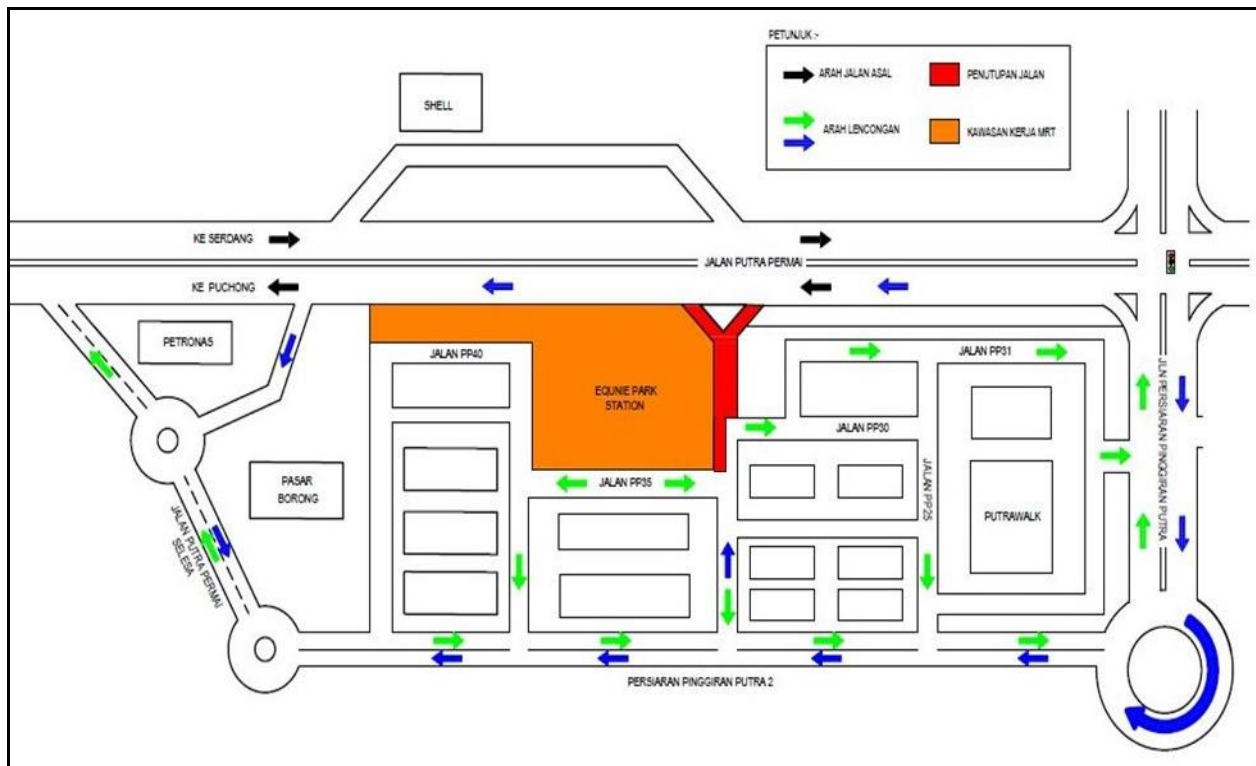 PETUNJUK :-
ARAH JALAN ASAL
PENUTUPAN JALAN
ARAH LENCONGAN
KAWASAN KERJA MRT
SHELL
KE SERDANG
JALAN PUTRA PERMAI
KE PUCHONG
PETRONAS
JALAN PP40
EQUNIE PARK
STATION
JALAN PP31
JALAN PP30
JALAN PP25
JLN PERSIARAN PINGGIRAN PUTRA
PASAR
BORONG
JALAN PP35
PUTRAWALK
JALAN PUTRA PERMAI
SELESA
PERSIARAN PINGGIRAN PUTRA 2